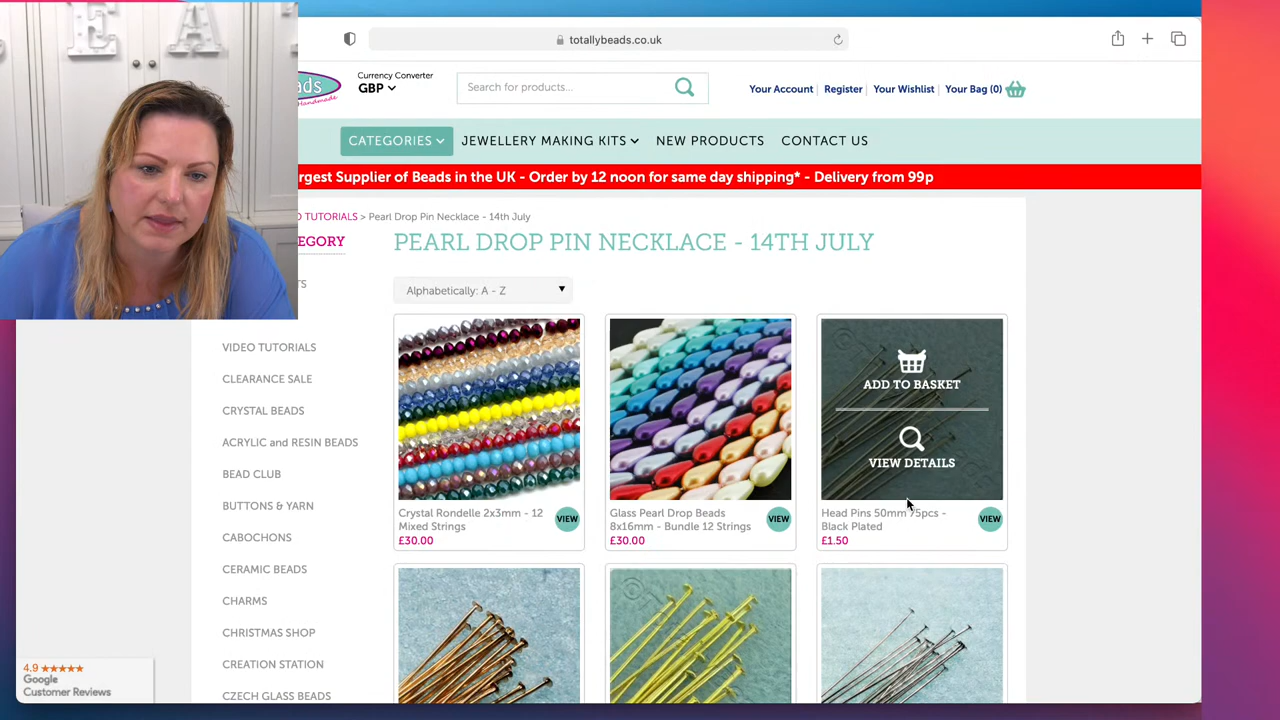 E A
totallybeads.co.uk
ads
Handmade
Currency Converter
GBP
Search for products...
Your Account
Register
Your Wishlist
Your Bag (0)
CATEGORIES
JEWELLERY MAKING KITS
NEW PRODUCTS
CONTACT US
rgest Supplier of Beads in the UK - Order by 12 noon for same day shipping* - Delivery from 99p
O TUTORIALS > Pearl Drop Pin Necklace - 14th July
EGORY
PEARL DROP PIN NECKLACE - 14TH JULY
TS
Alphabetically: A - Z
VIDEO TUTORIALS
CLEARANCE SALE
CRYSTAL BEADS
ACRYLIC and RESIN BEADS
BEAD CLUB
BUTTONS & YARN
CABOCHONS
CERAMIC BEADS
CHARMS
CHRISTMAS SHOP
CREATION STATION
CZECH GLASS BEADS
ADD TO BASKET
VIEW DETAILS
Crystal Rondelle 2x3mm - 12
Mixed Strings
£30.00
VIEW
Glass Pearl Drop Beads
8x16mm - Bundle 12 Strings
£30.00
VIEW
Head Pins 50mm 75pcs -
Black Plated
£1.50
VIEW
4.9
Google
Customer Reviews